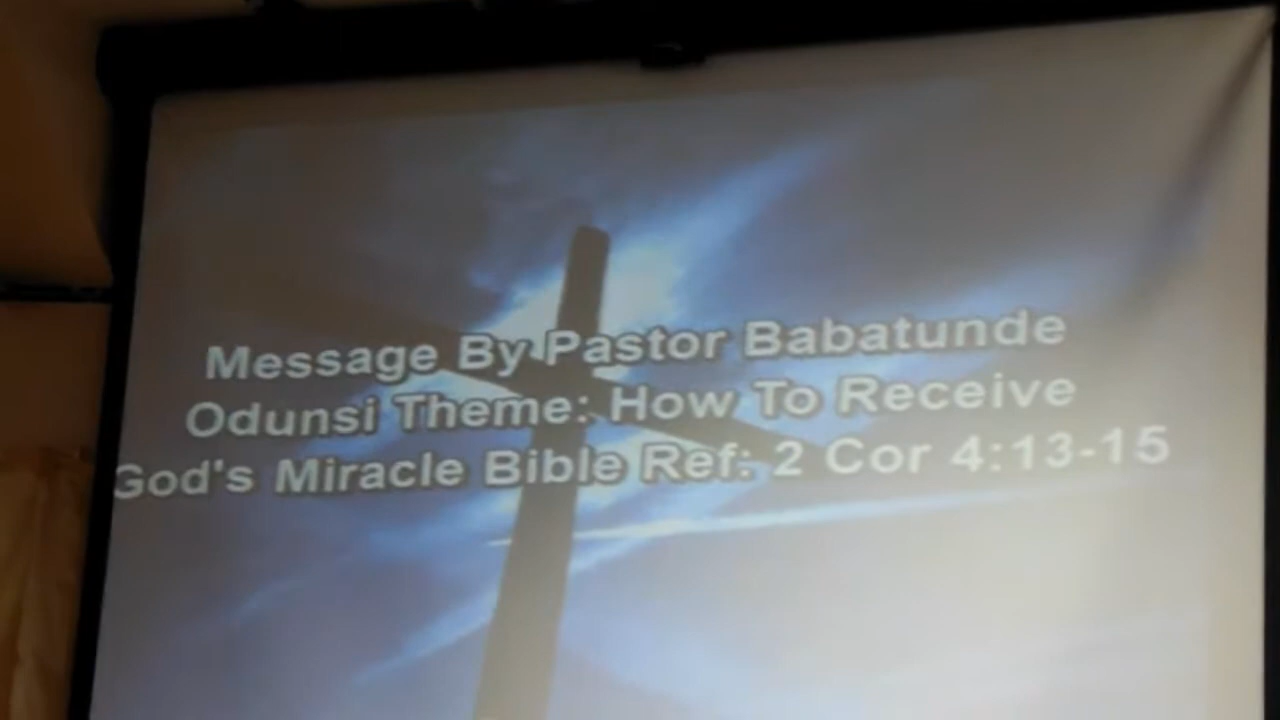 Message By Pastor Babatunde
Odunsi Theme: How To Receive
God's Miracle Bible Ref: 2 Cor 4:13-15